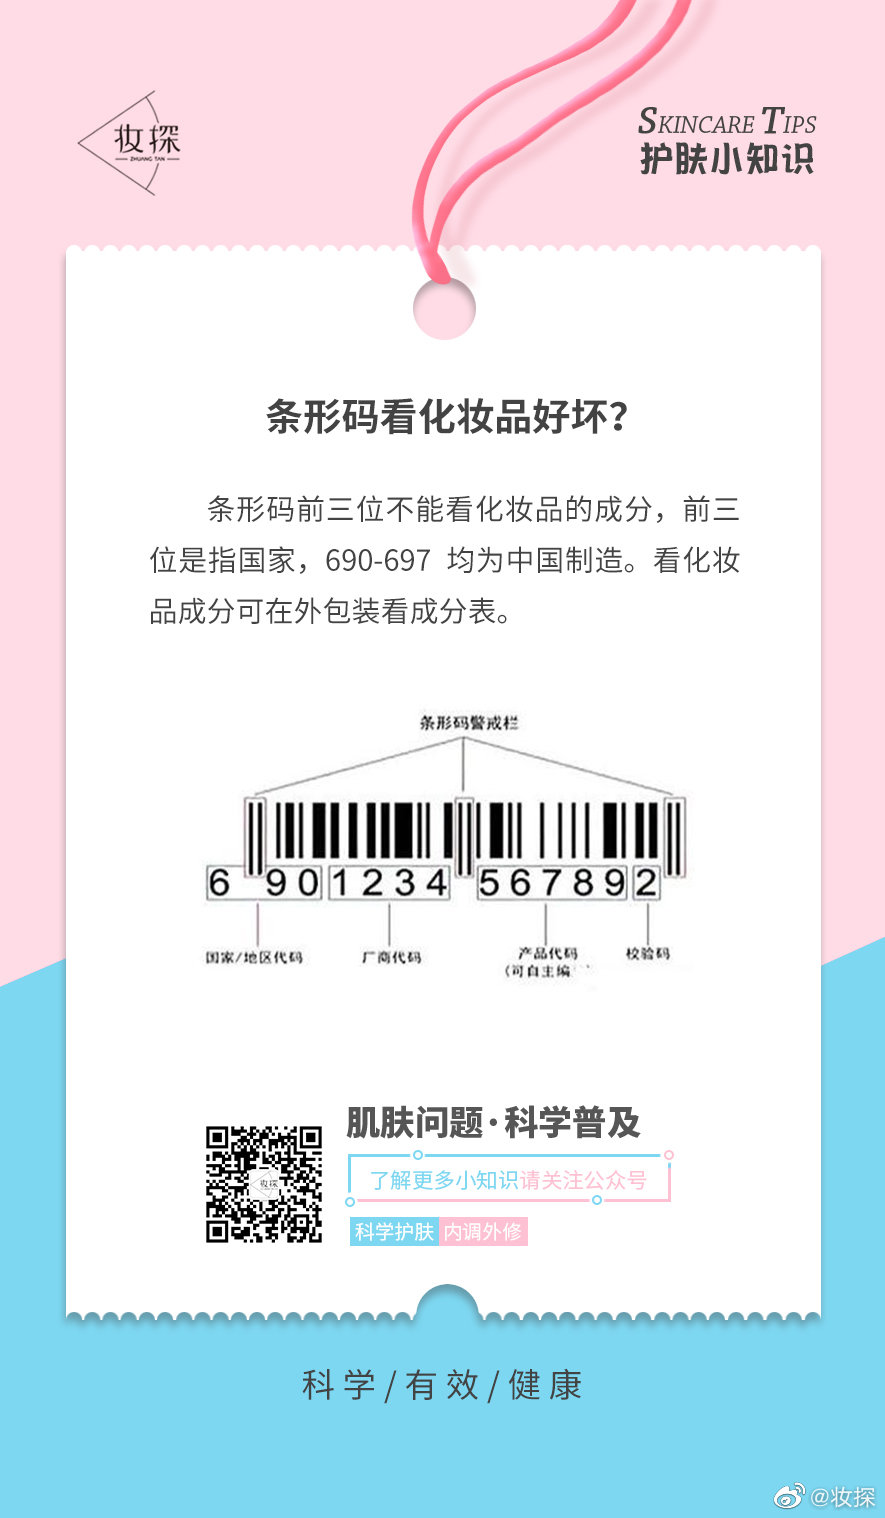 妆探
ZHUANG TAN
SKINCARE TIPS
护肤小知识
条形码看化妆品好坏？
条形码前三位不能看化妆品的成分，前三
位是指国家，690-697 均为中国制造。看化妆
品成分可在外包装看成分表。
条形码警戒栏
6 90 1234 56789 2
国家/地区代码
厂商代码
产品代码
（可自主编
校验码
肌肤问题·科学普及
了解更多小知识请关注公众号
科学护肤 内调外修
妆探
科学/有效/健康
@妆探